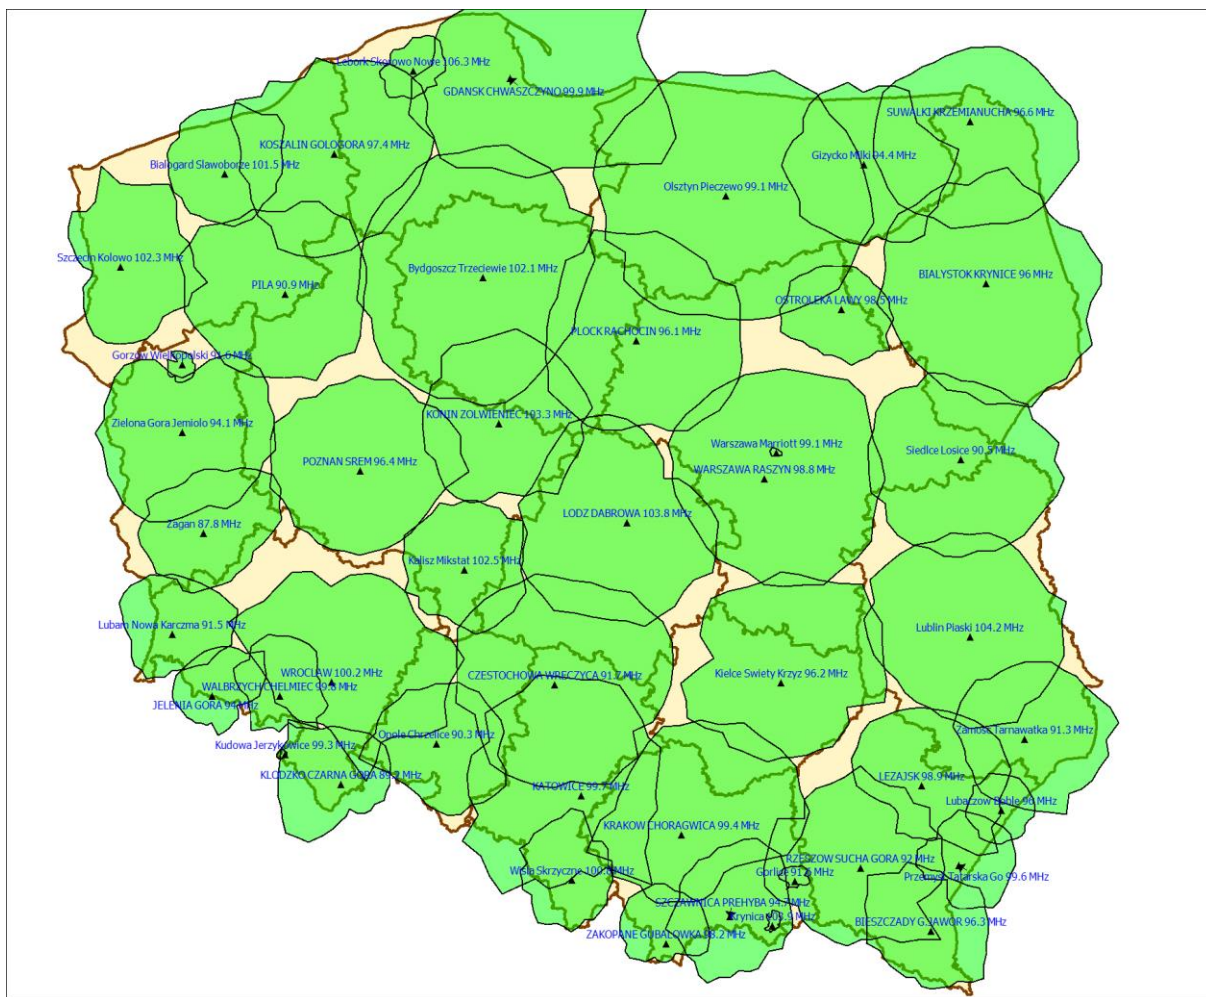 Lebork Skorowo Nowe 106.3 MHz
GDANSK CHWASZCZYNO 99.9 MHz
SUWALKI KRZEMIANUCHA 96.6 MHz
KOSZALIN GOLOGORA 97.4 MHz
Bialogard Slawoborze 101.5 MHz
Gizycko Milki 94.4 MHz
Olsztyn Pieczewo 99.1 MHz
Szczecin Kolowo 102.3 MHz
Bydgoszcz Trzeciewie 102.1 MHz
BIALYSTOK KRYNICE 96 MHz
PILA 90.9 MHz
OSTROLEKA LAWY 98.5 MHz
PLOCK RACHOCIN 96.1 MHz
Gorzow Wielkopolski 91.6 MHz
KONIN ZOLWIENIEC 103.3 MHz
Zielona Gora Jemiolo 94.1 MHz
Warszawa Marriott 99.1 MHz
Siedlce Losice 90.5 MHz
POZNAN SREM 96.4 MHz
WARSZAWA RASZYN 98.8 MHz
LODZ DABROWA 103.8 MHz
Zagan 87.8 MHz
Kalisz Mikstat 102.5 MHz
Luban Nowa Karczma 91.5 MHz
Lublin Piaski 104.2 MHz
WROCLAW 100.2 MHz
CZESTOCHOWA WRECZYCA 91.7 MHz
Kielce Swiety Krzyz 96.2 MHz
WALBRZYCH CHELMIEC 99.8 MHz
JELENIA GORA 94 MHz
Zamosc Tarnawatka 91.3 MHz
Opole Chrzelice 90.3 MHz
Kudowa Jerzykowice 99.3 MHz
KLODZKO CZARNA GORA 89.2 MHz
LEZAJSK 98.9 MHz
KATOWICE 99.7 MHz
Lubaczow Bable 96 MHz
KRAKOW CHORAGWICA 99.4 MHz
RZESZOW SUCHA GORA 92 MHz
Wisla Skrzyczne 100.8 MHz
Gorlice 91.6 MHz
Przemysl Tatarska Go 99.6 MHz
SZCZAWNICA PREHYBA 94.7 MHz
Krynica MHz
BIESZCZADY G.JAWOR 96.3 MHz
ZAKOPANE GUBALOWKA 98.2 MHz